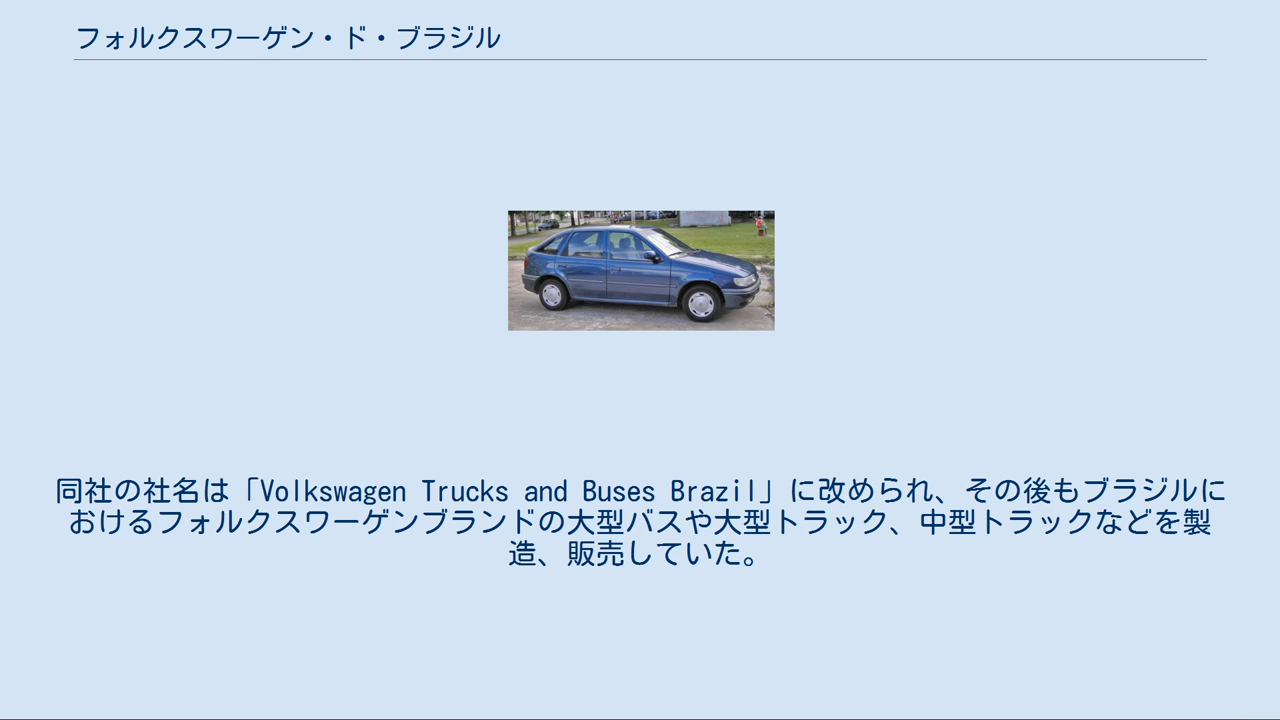 フォルクスワーゲン・ド・ブラジル
同社の社名は「Volkswagen Trucks and Buses Brazil」に改められ、その後もブラジルに
おけるフォルクスワーゲンブランドの大型バスや大型トラック、中型トラックなどを製
造、販売していた。